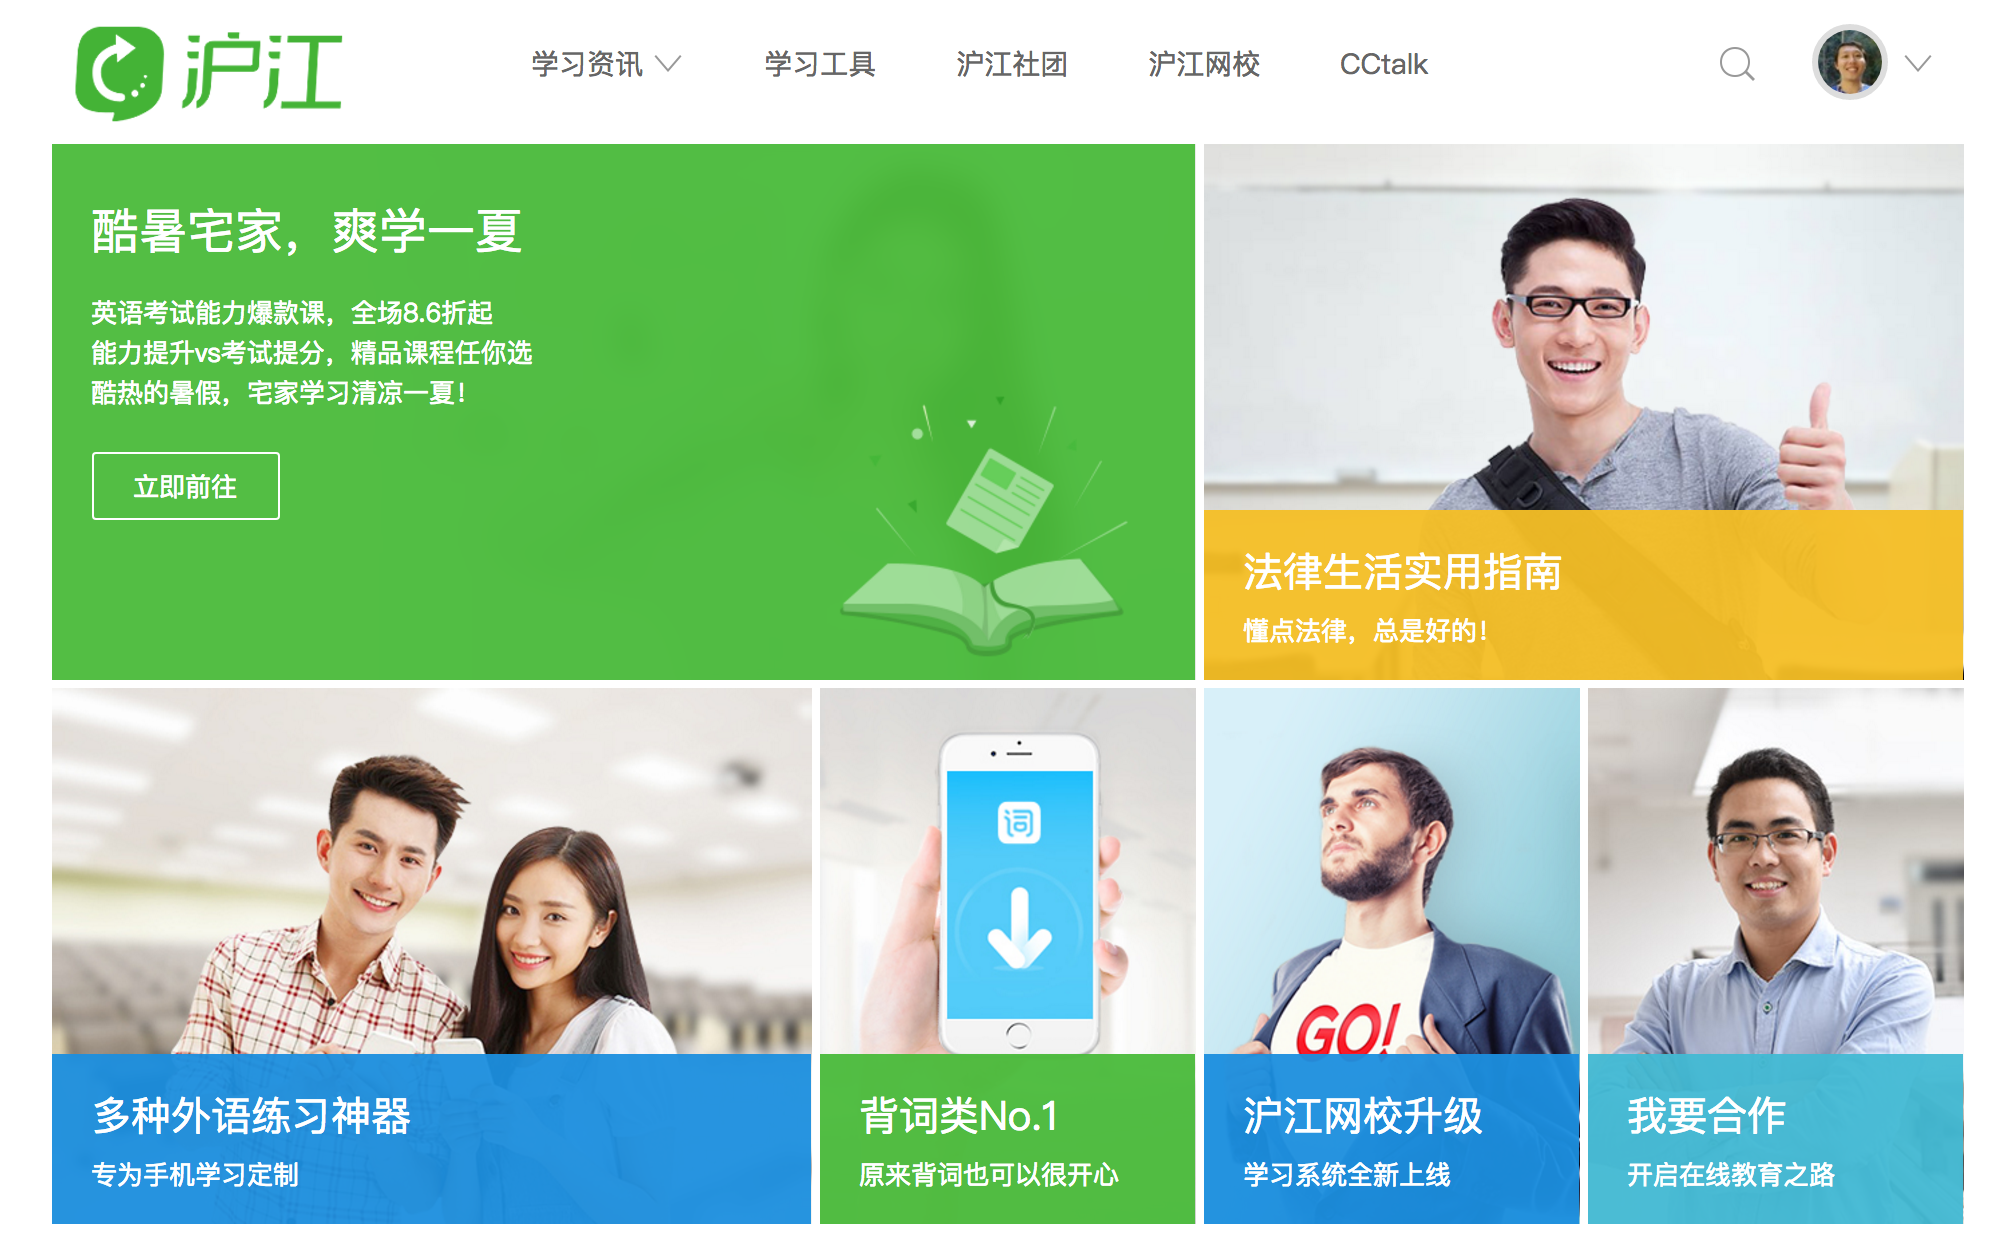 沪江
学习资讯
学习工具
沪江社团
沪江网校
CCtalk
酷暑宅家，爽学一夏
英语考试能力爆款课，全场8.6折起
能力提升vs考试提分，精品课程任你选
酷热的暑假，宅家学习清凉一夏！
立即前往
法律生活实用指南
懂点法律，总是好的！
多种外语练习神器
专为手机学习定制
词
背词类No.1
原来背词也可以很开心
GO!
沪江网校升级
学习系统全新上线
我要合作
开启在线教育之路